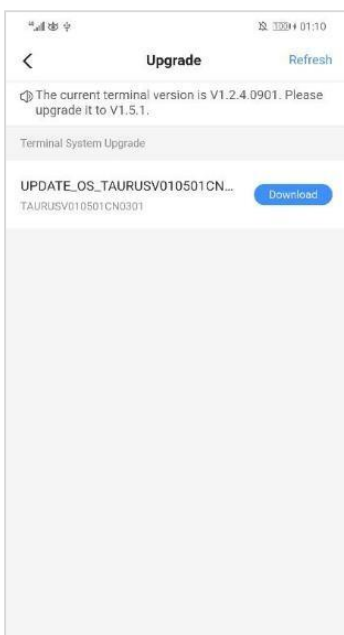 01:10
Upgrade
Refresh
The current terminal version is V1.2.4.0901. Please
upgrade it to V1.5.1.
Terminal System Upgrade
UPDATE_OS_TAURUSV010501CN...
Download
TAURUSV010501CN0301